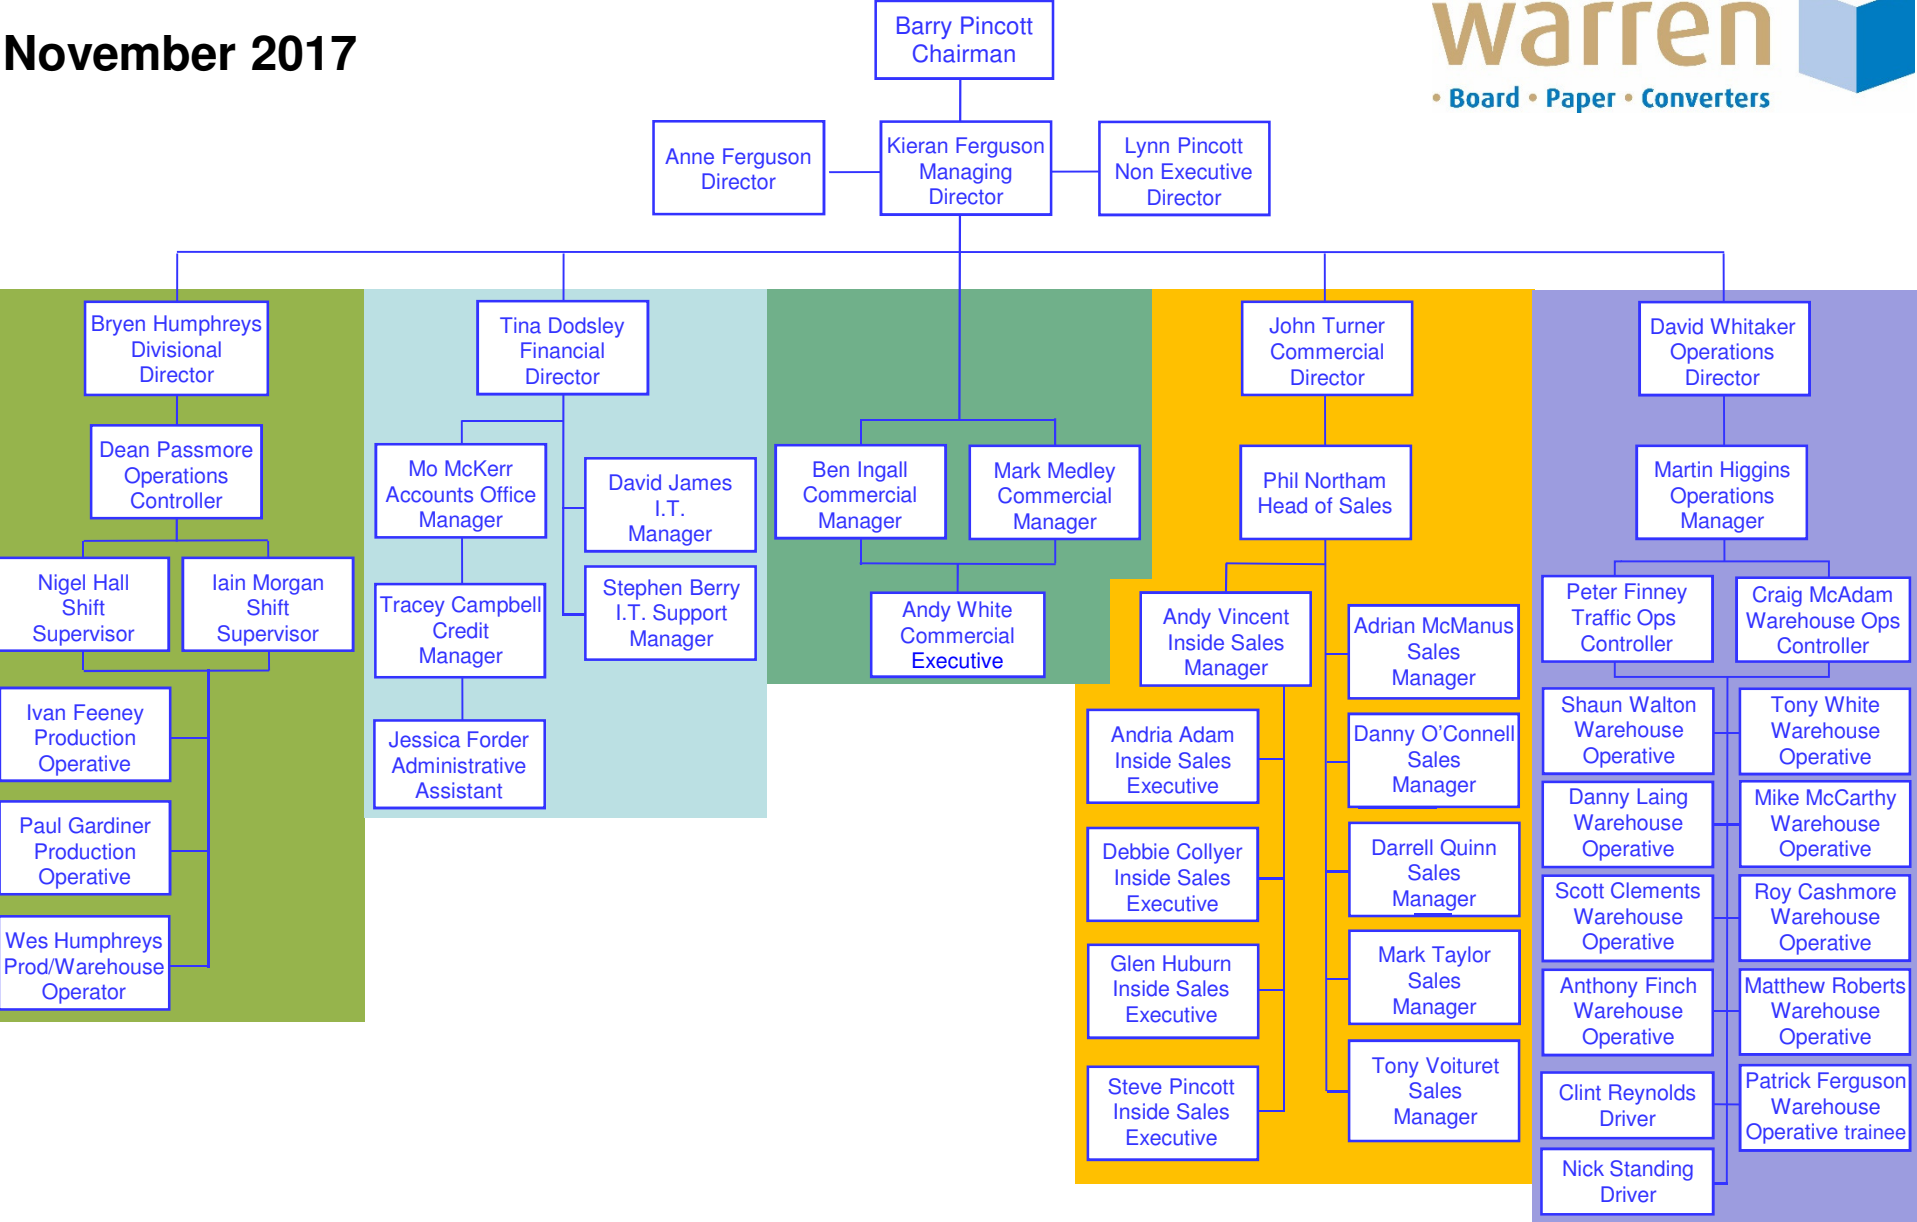 November 2017
warren
• Board • Paper • Converters
Barry Pincott
Chairman
Anne Ferguson
Director
Kieran Ferguson
Managing
Director
Lynn Pincott
Non Executive
Director
Bryen Humphreys
Divisional
Director
Dean Passmore
Operations
Controller
Nigel Hall
Shift
Supervisor
Iain Morgan
Shift
Supervisor
Ivan Feeney
Production
Operative
Paul Gardiner
Production
Operative
Wes Humphreys
Prod/Warehouse
Operator
Tina Dodsley
Financial
Director
Mo McKerr
Accounts Office
Manager
David James
I.T.
Manager
Tracey Campbell
Credit
Manager
Stephen Berry
I.T. Support
Manager
Jessica Forder
Administrative
Assistant
Ben Ingall
Commercial
Manager
Mark Medley
Commercial
Manager
Andy White
Commercial
Executive
John Turner
Commercial
Director
Phil Northam
Head of Sales
Andy Vincent
Inside Sales
Manager
Andria Adam
Inside Sales
Executive
Debbie Collyer
Inside Sales
Executive
Glen Huburn
Inside Sales
Executive
Steve Pincott
Inside Sales
Executive
Adrian McManus
Sales
Manager
Danny O’Connell
Sales
Manager
Darrell Quinn
Sales
Manager
Mark Taylor
Sales
Manager
Tony Voituret
Sales
Manager
David Whitaker
Operations
Director
Martin Higgins
Operations
Manager
Peter Finney
Traffic Ops
Controller
Craig McAdam
Warehouse Ops
Controller
Shaun Walton
Warehouse
Operative
Tony White
Warehouse
Operative
Danny Laing
Warehouse
Operative
Mike McCarthy
Warehouse
Operative
Scott Clements
Warehouse
Operative
Roy Cashmore
Warehouse
Operative
Anthony Finch
Warehouse
Operative
Matthew Roberts
Warehouse
Operative
Clint Reynolds
Driver
Patrick Ferguson
Warehouse
Operative trainee
Nick Standing
Driver